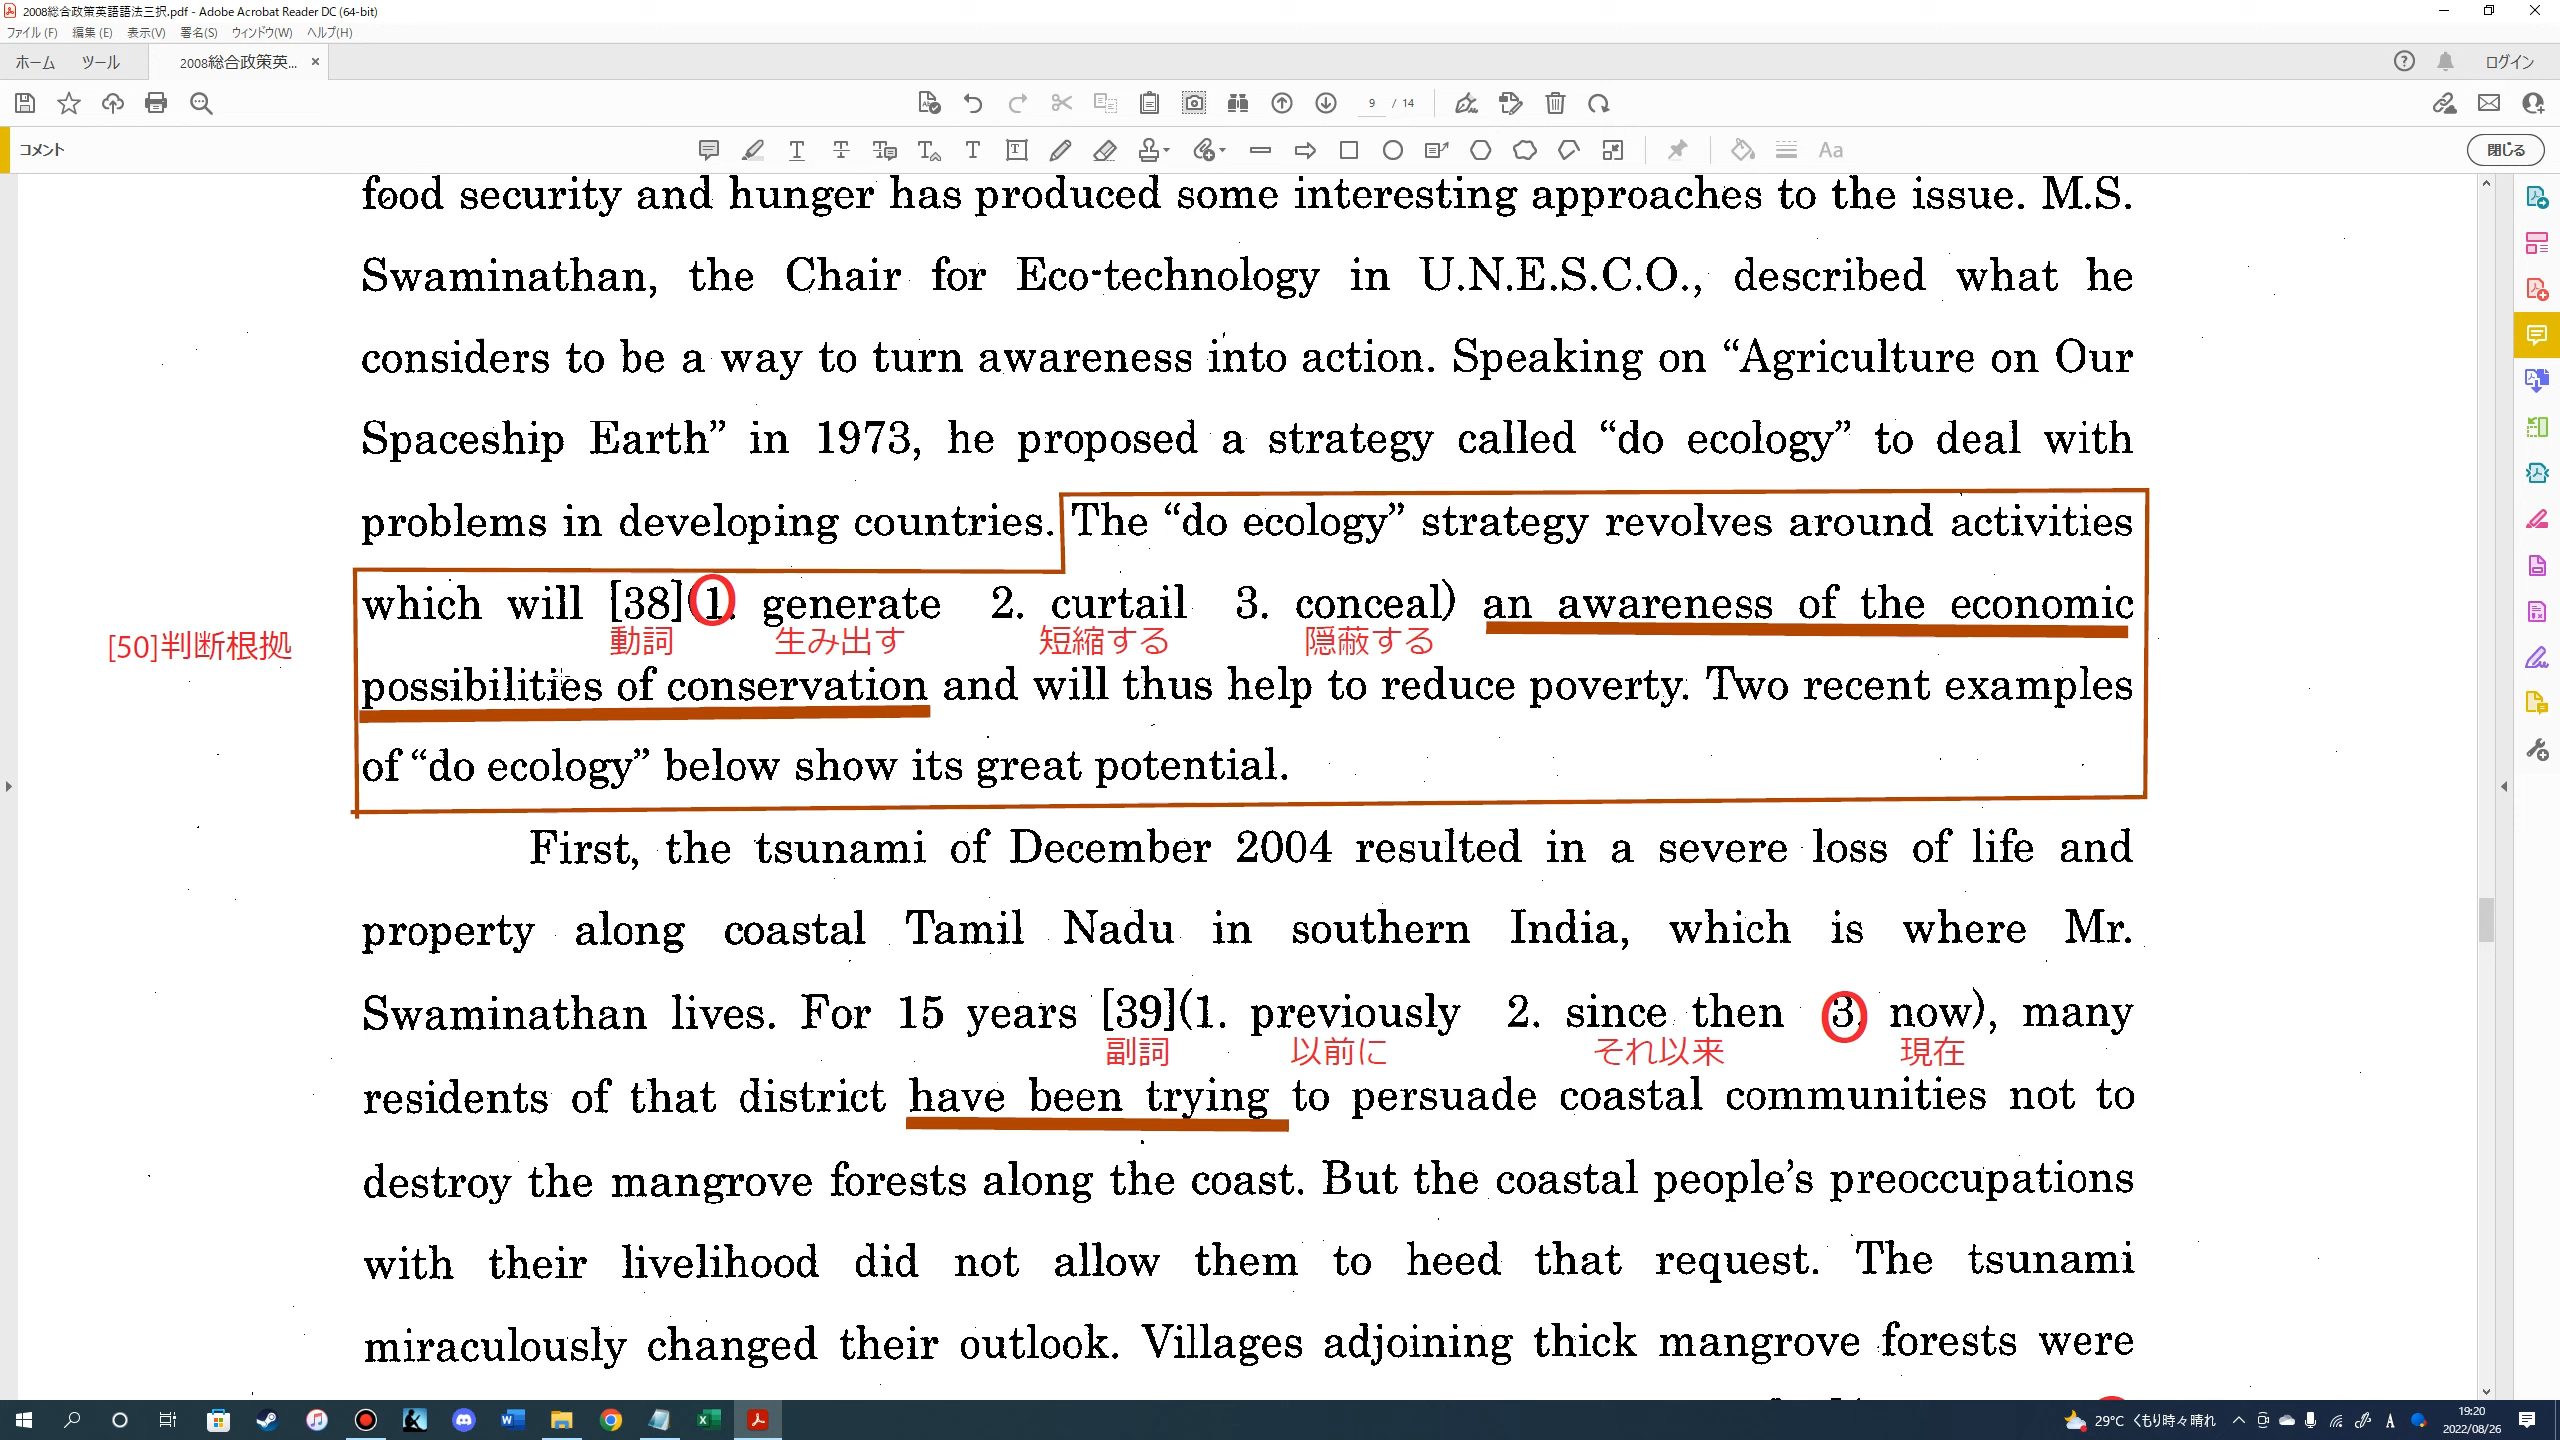 2008総合政策英語語法三択.pdf - Adobe Acrobat Reader DC (64-bit)
ファイル(F) 編集(E) 表示(V) 署名(S) ウィンドウ(W) ヘルプ(H)
ホーム ツール 2008総合政策英... × ログイン
9 / 14
コメント 閉じる
food security and hunger has produced some interesting approaches to the issue. M.S.
Swaminathan, the Chair for Eco-technology in U.N.E.S.C.O., described what he
considers to be a way to turn awareness into action. Speaking on “Agriculture on Our
Spaceship Earth” in 1973, he proposed a strategy called “do ecology” to deal with
problems in developing countries. The “do ecology” strategy revolves around activities
which will [38](1. generate 2. curtail 3. conceal) an awareness of the economic
動詞 生み出す 短縮する 隠蔽する
[50]判断根拠
possibilities of conservation and will thus help to reduce poverty. Two recent examples
of “do ecology” below show its great potential.
First, the tsunami of December 2004 resulted in a severe loss of life and
property along coastal Tamil Nadu in southern India, which is where Mr.
Swaminathan lives. For 15 years [39](1. previously 2. since then 3. now), many
副詞 以前に それ以来 現在
residents of that district have been trying to persuade coastal communities not to
destroy the mangrove forests along the coast. But the coastal people’s preoccupations
with their livelihood did not allow them to heed that request. The tsunami
miraculously changed their outlook. Villages adjoining thick mangrove forests were
29°C くもり時々晴れ A 19:20
2022/08/26